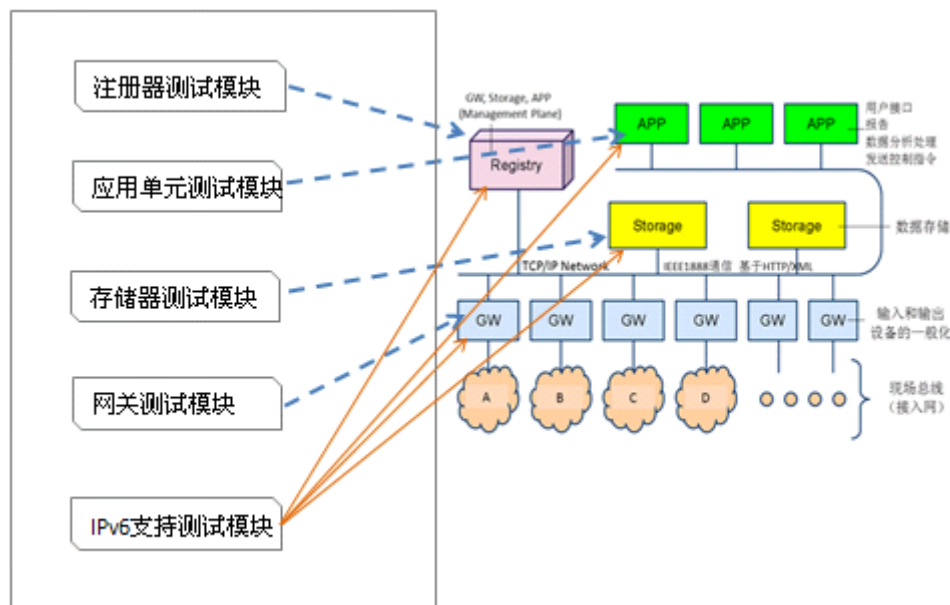 注册器测试模块
应用单元测试模块
存储器测试模块
网关测试模块
IPv6支持测试模块
GW, Storage, APP
(Management Plane)
Registry
APP
APP
APP
用户接口
报告
数据分析处理
发送控制指令
Storage
Storage
数据存储
TCP/IP Network
IEEE1888通信 基于HTTP/XML
GW
GW
GW
GW
GW
GW
输入和输出
设备的一般化
A
B
C
D
现场总线
（接入网）